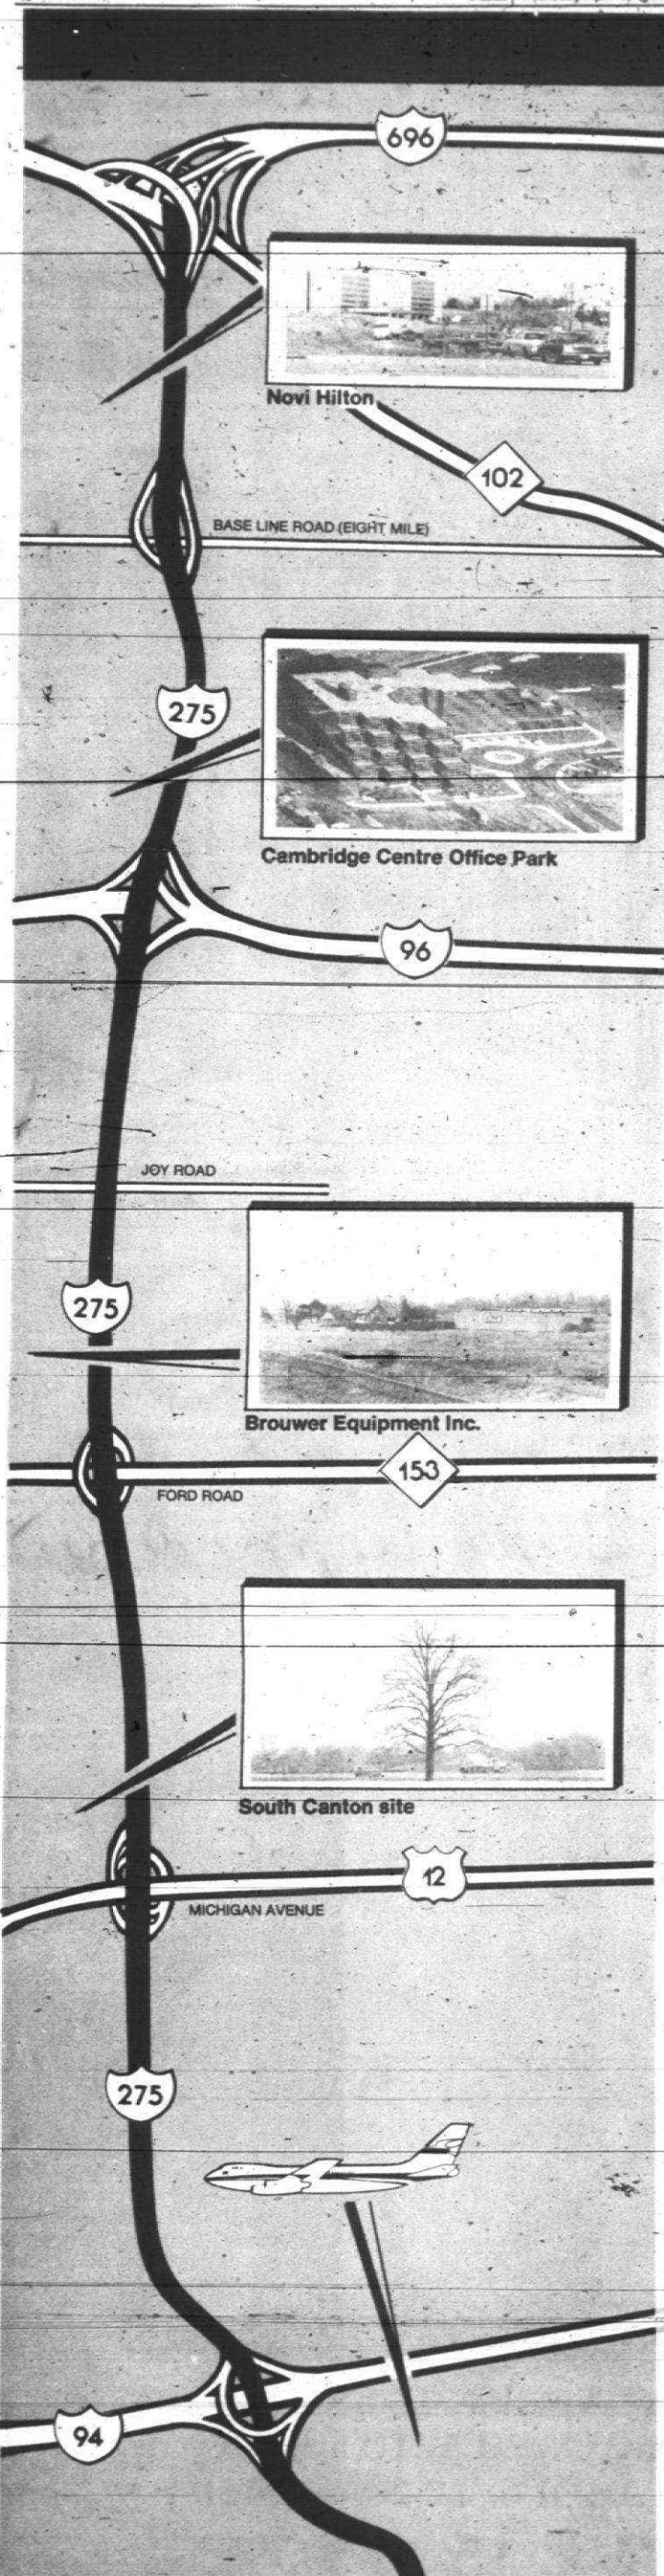 696
Novi Hilton
102
BASE LINE ROAD (EIGHT MILE)
275
Cambridge Centre Office Park
96
JOY ROAD
275
Brouwer Equipment Inc.
153
FORD ROAD
South Canton site
12
MICHIGAN AVENUE
275
94